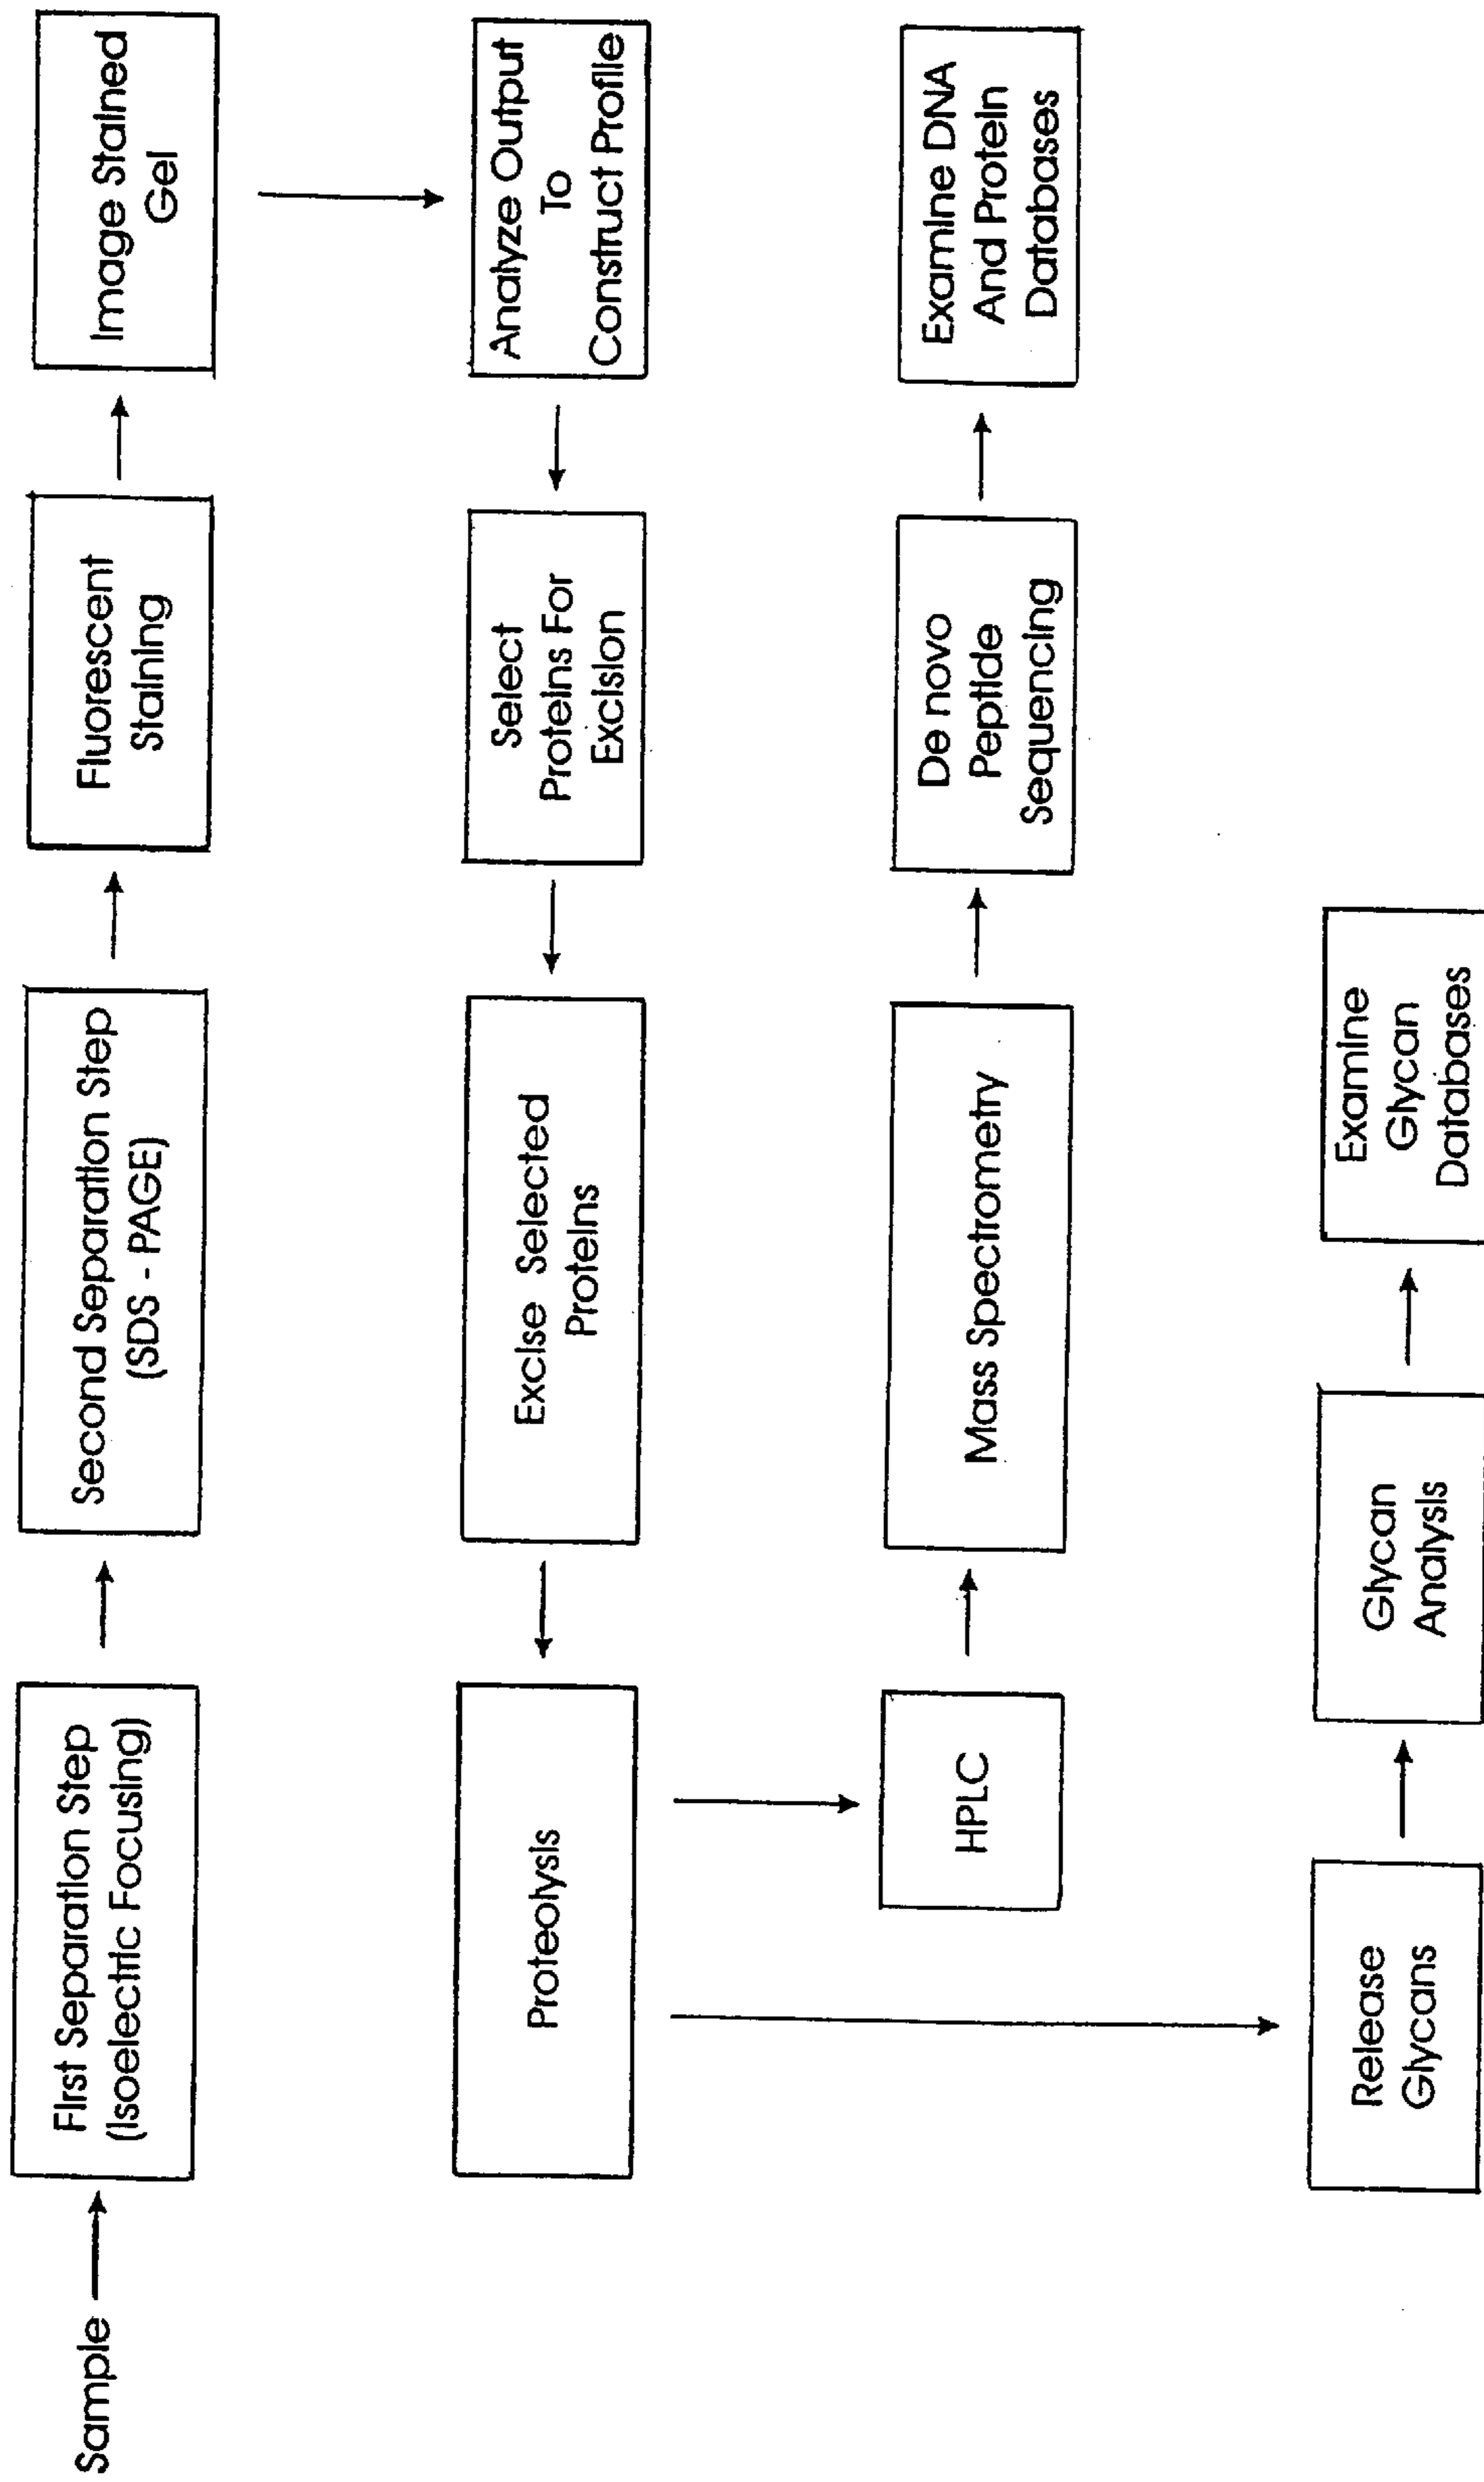 Sample
First Separation Step
(Isoelectric Focusing)
Second Separation Step
(SDS - PAGE)
Fluorescent
Staining
Image Stained
Gel
Analyze Output
To
Construct Profile
Select
Proteins For
Excision
Excise Selected
Proteins
Proteolysis
HPLC
Mass Spectrometry
De novo
Peptide
Sequencing
Examine DNA
And Protein
Databases
Release
Glycans
Glycan
Analysis
Examine
Glycan
Databases